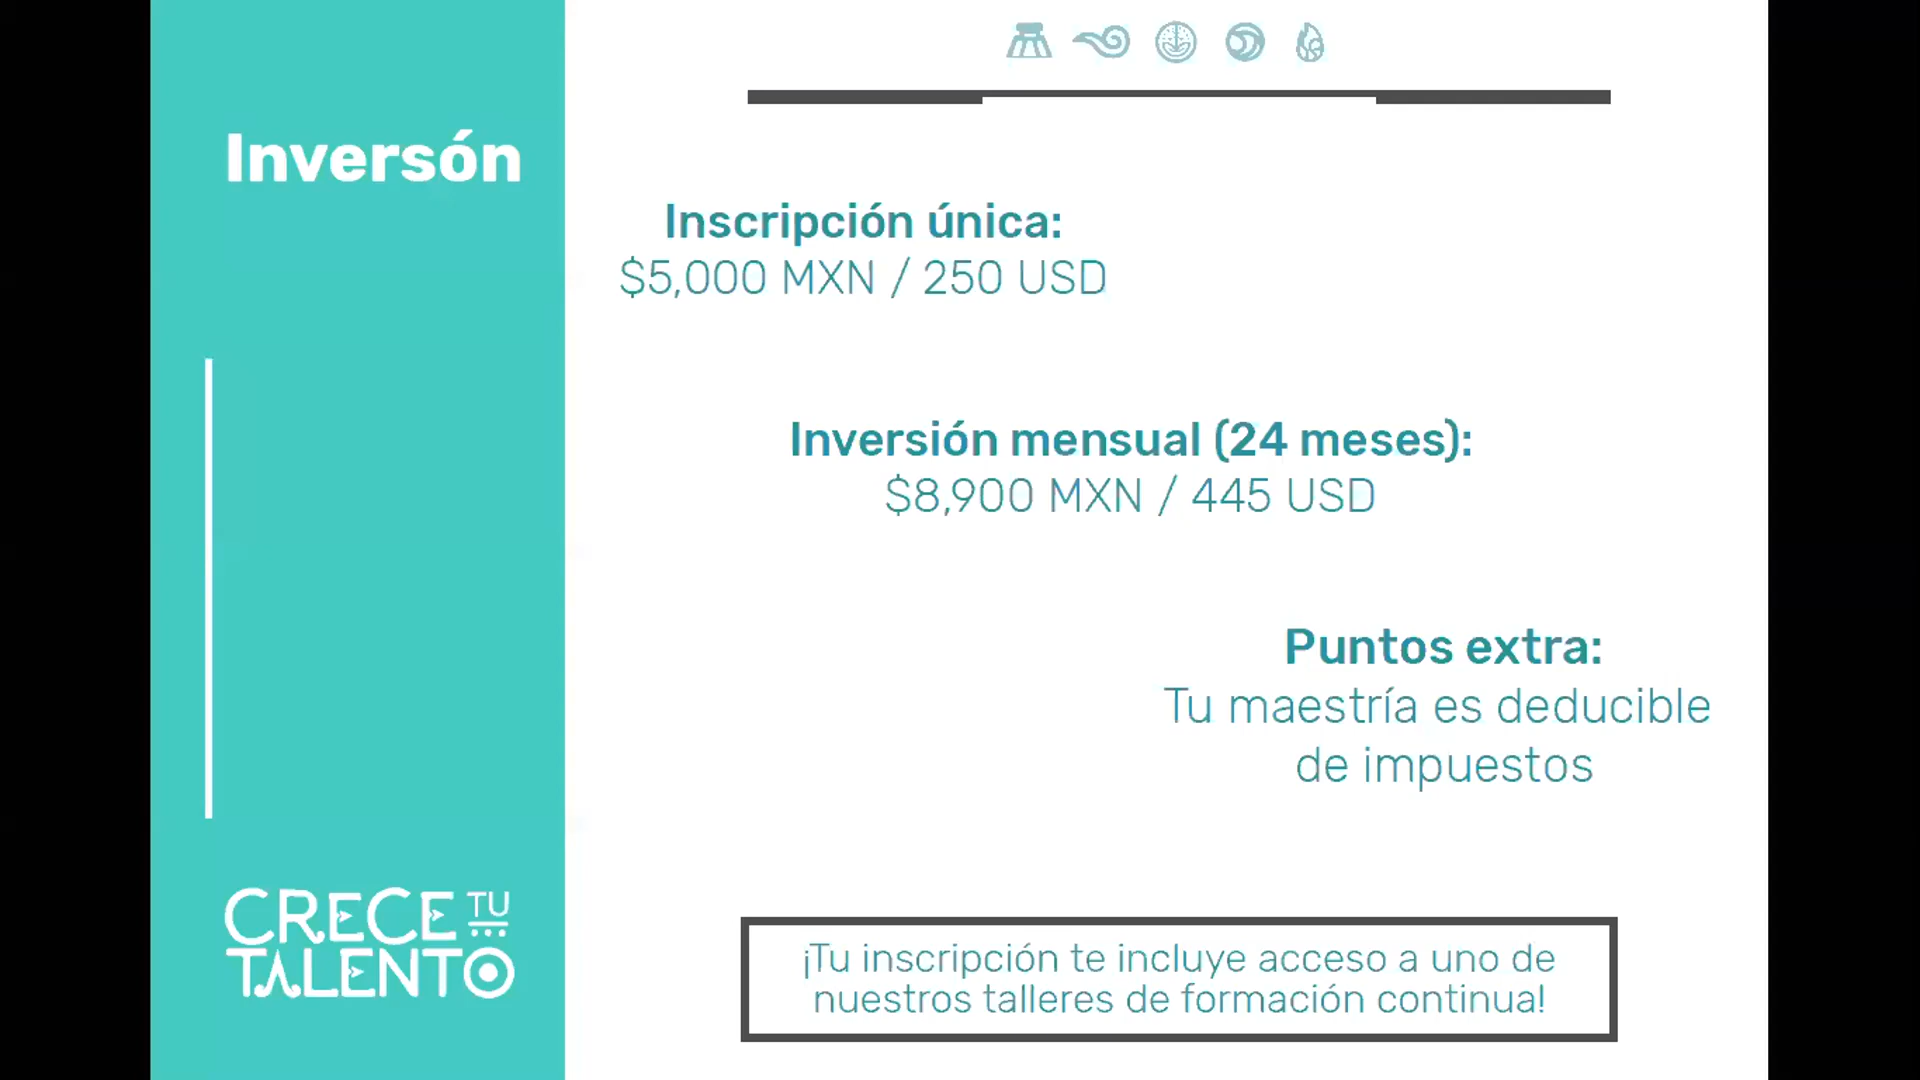 Inversón
Inscripción única:
$5,000 MXN / 250 USD
Inversión mensual (24 meses):
$8,900 MXN / 445 USD
Puntos extra:
Tu maestría es deducible
de impuestos
¡Tu inscripción te incluye acceso a uno de
nuestros talleres de formación continua!
CRECE TU
TALENTO